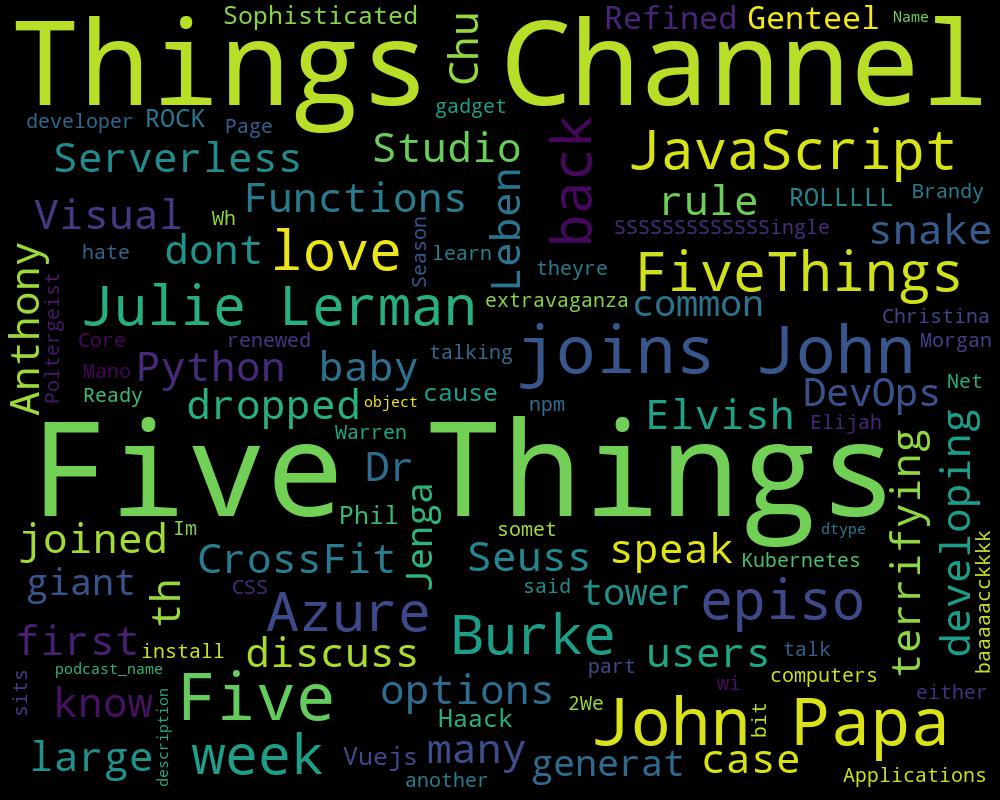 Sophisticated
Refined
Genteel
Name
Things Channel
Chu
gadget
developer
ROCK
Page
back
Studio
JavaScript
Serverless
Functions
Lebben
rule
ROLLLLL
Brandy
Visual
Wh
Season
SSSSSSSSSSSSSingle
snake
hate
dont
love
learn
theyre
FiveThings
Anthony
Poltergeist
Julie Lerman
extravaganza
common
Christina
Core
renewed
talking
joins John
Morgan
Mano
Python
baby
DevOps
Net
Ready
dropped
object
cause
npm
Elvish
Elijah
Warren
Five Things
Dr
terrifying
developing
Phil
Jenga
joined
Im
somet
dtype
CrossFit
Seuss
speak
Kubernetes
baaaaacckkkk
giant
th
CSS
said
tower
Azure
episo
first
install
discuss
Burke
users
talk
podcast_name
part
computers
sits
know
description
Five
options
wi
either
2We
Haack
John Papa
bit
large
week
Vuejs
many
generat
case
another
Applications